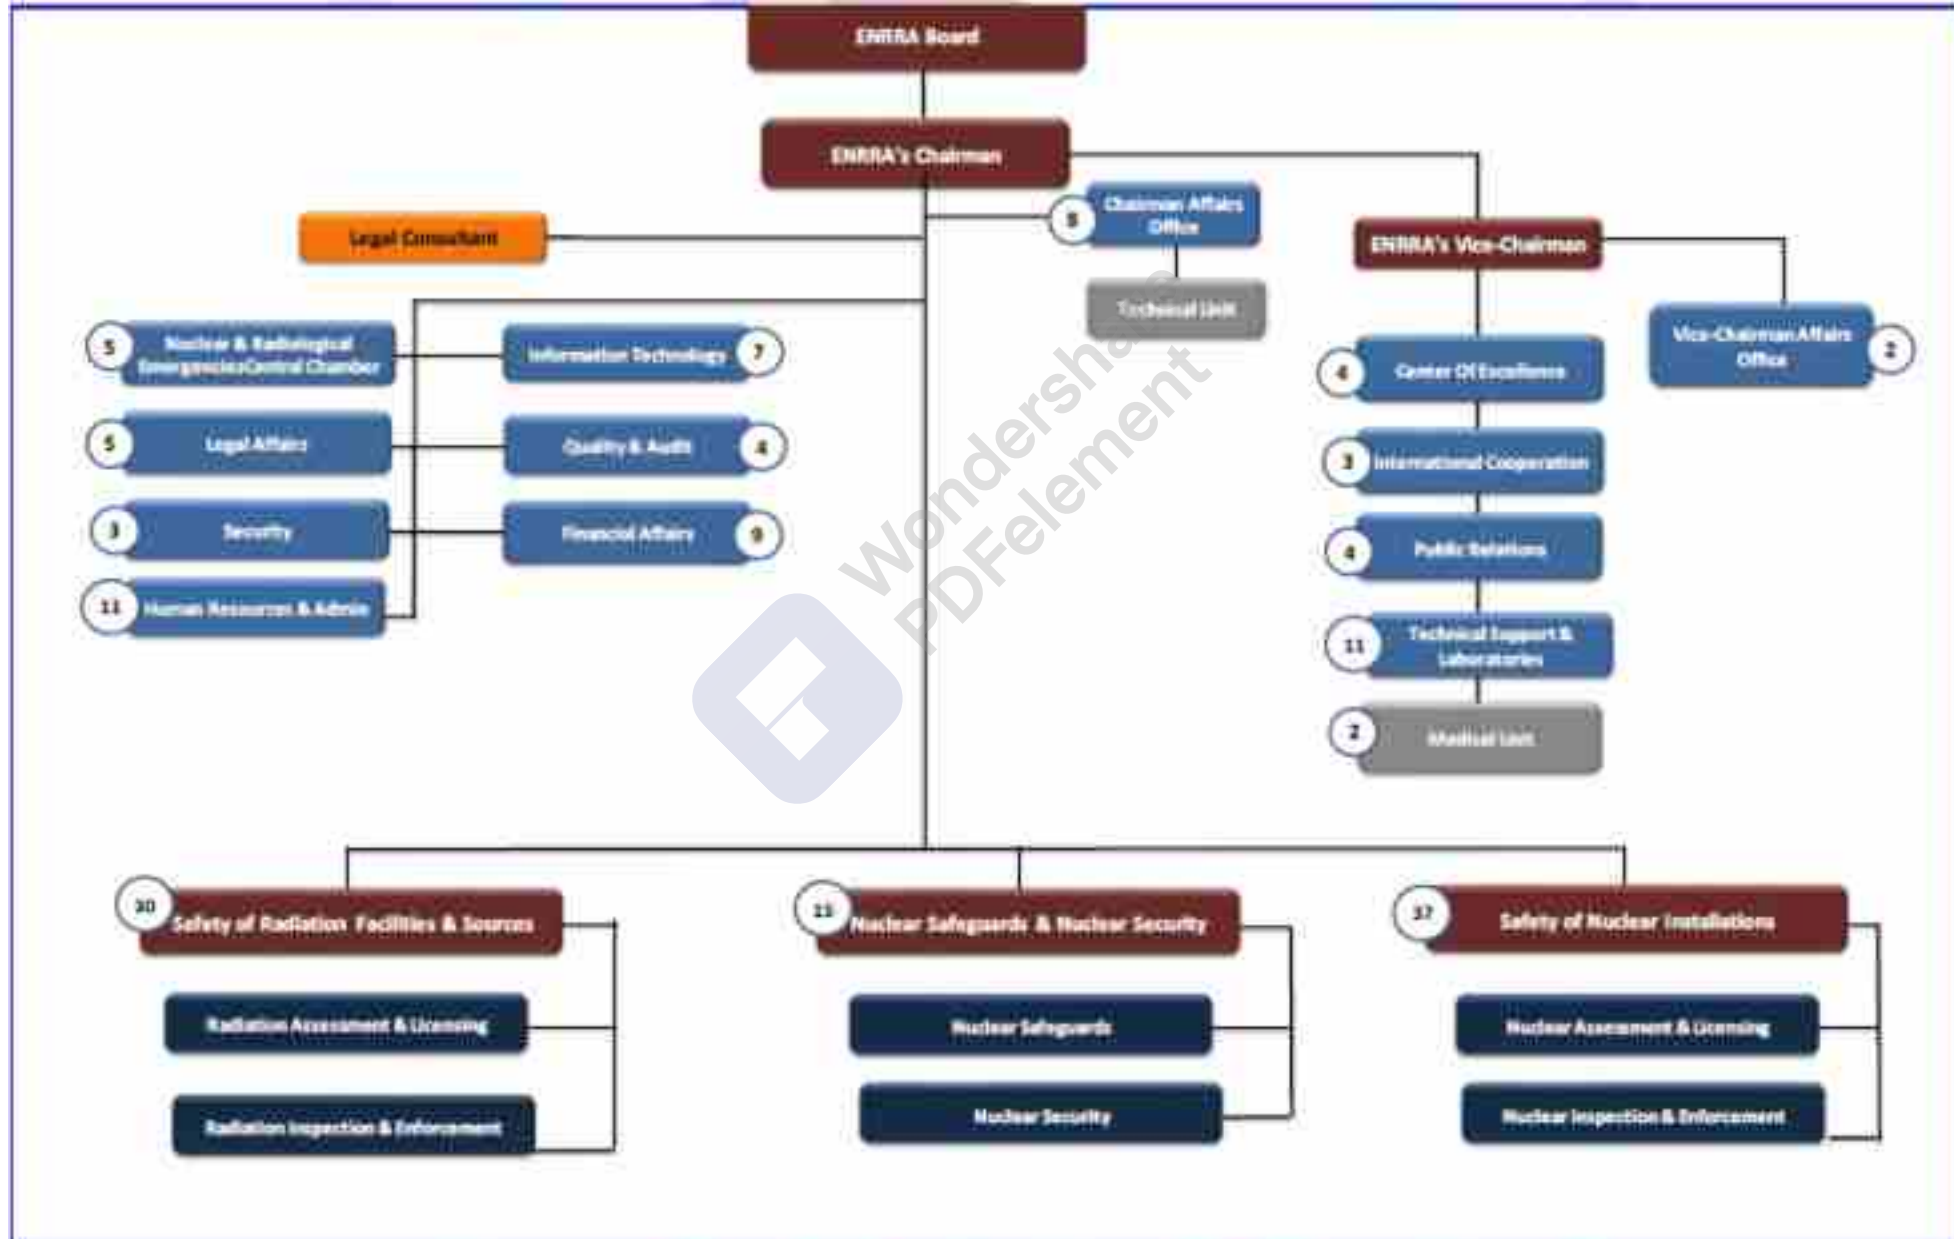 ENRRA Board
ENRRA's Chairman
Chairman Affairs
Office
Legal Consultant
ENRRA's Vice-Chairman
Technical Unit
Vice-Chairman Affairs
Office
2
5
Nuclear & Radiological
EmergenciesCentral Chamber
Information Technology
7
4
Center Of Excellence
5
Legal Affairs
Quality & Audit
4
3
International Cooperation
3
Security
Financial Affairs
9
4
Public Relations
11
Human Resources & Admin
11
Technical Support &
Laboratories
2
Medical Unit
30
Safety of Radiation Facilities & Sources
Nuclear Safeguards & Nuclear Security
37
Safety of Nuclear Installations
Radiation Assessment & Licensing
Nuclear Safeguards
Nuclear Assessment & Licensing
Radiation Inspection & Enforcement
Nuclear Security
Nuclear Inspection & Enforcement
Wondershare
PDFelement